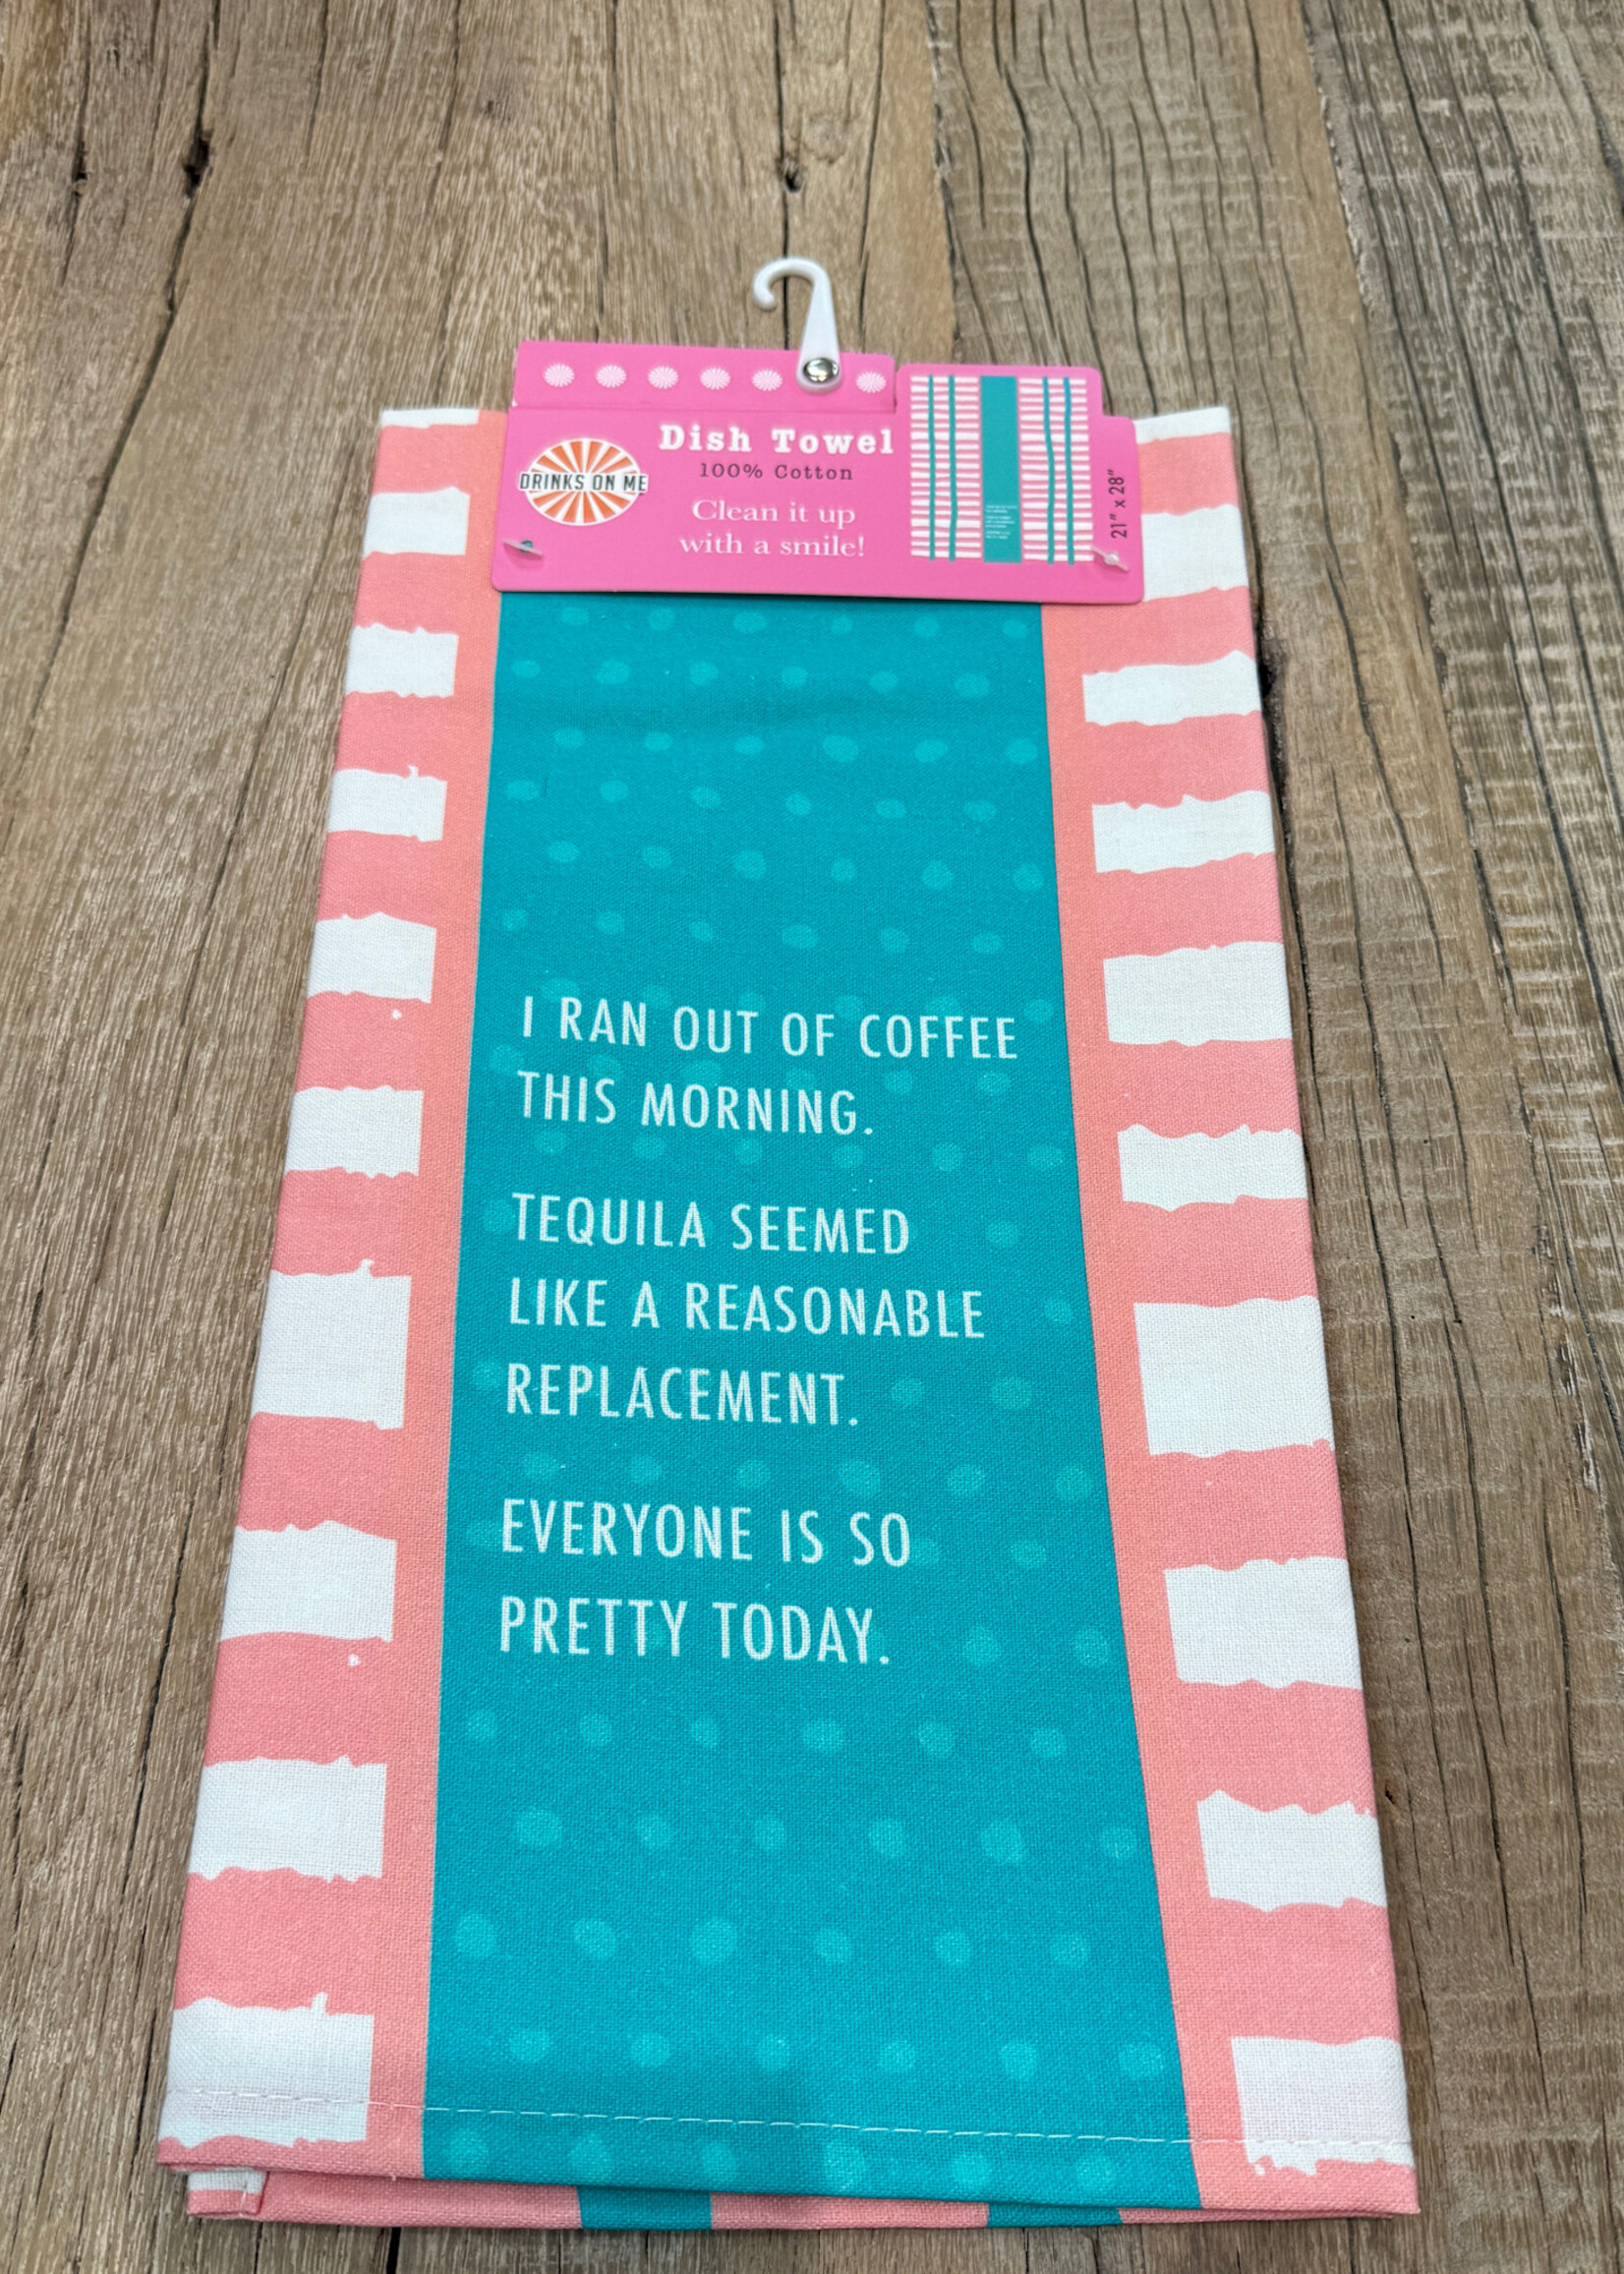 Dish Towel
100% Cotton
DRINKS ON ME
Clean it up
with a smile!
21" x 28"
I RAN OUT OF COFFEE
THIS MORNING.
TEQUILA SEEMED
LIKE A REASONABLE
REPLACEMENT.
EVERYONE IS SO
PRETTY TODAY.